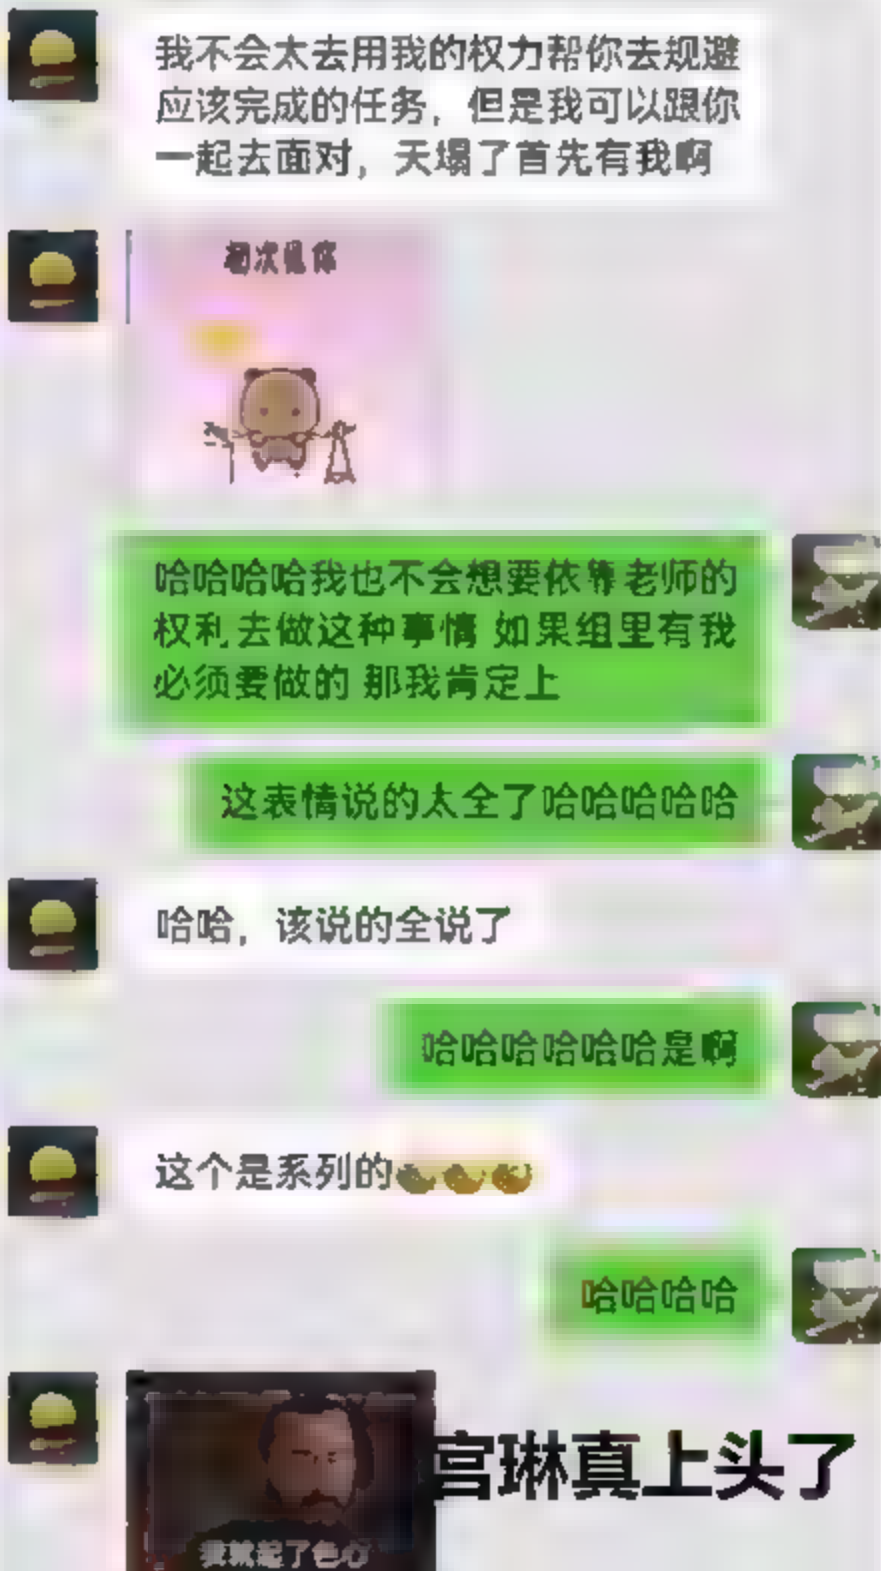 我不会太去用我的权力帮你去规避
应该完成的任务，但是我可以跟你
一起去面对，天塌了首先有我啊
初次见你
哈哈哈哈我也不会想要依靠老师的
权利去做这种事情 如果组里有我
必须要做的 那我肯定上
这表情说的太全了哈哈哈哈哈
哈哈，该说的全说了
哈哈哈哈哈哈是啊
这个是系列的
哈哈哈哈
宫琳真上头了
我就起了色心